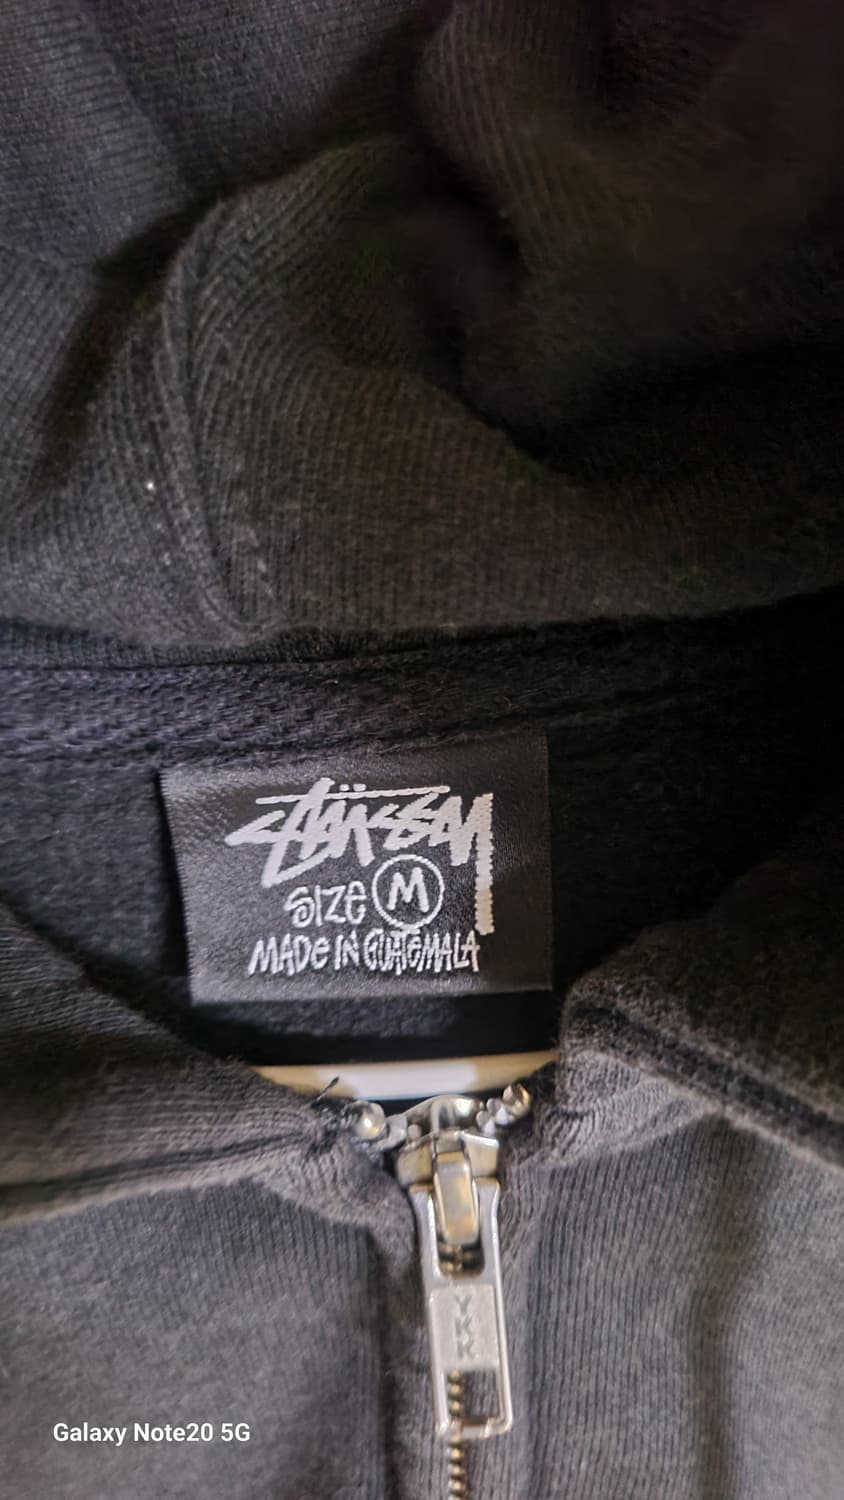 Stüssy
SIZE M
MADE IN GUATEMALA
YKK
Galaxy Note20 5G